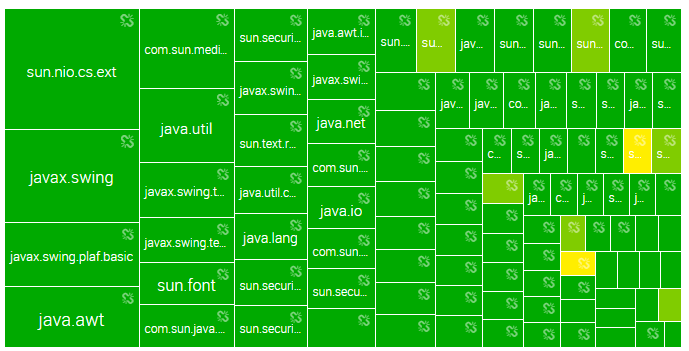 sun.nio.cs.ext
javax.swing
javax.swing.plaf.basic
java.awt
com.sun.medi...
java.util
javax.swing.t...
javax.swing.te...
sun.font
com.sun.java....
sun.securi...
javax.swin...
sun.text.r...
java.util.c...
java.lang
sun.securi...
sun.securi...
java.awt.i...
javax.swi...
java.net
com.sun....
java.io
com.sun....
sun.secu...
sun....
su...
jav...
sun...
sun...
sun...
co...
su...
jav...
jav...
co...
ja...
s...
s...
ja...
s...
c...
s...
ja...
s...
s...
s...
ja...
c...
j...
s...
j...